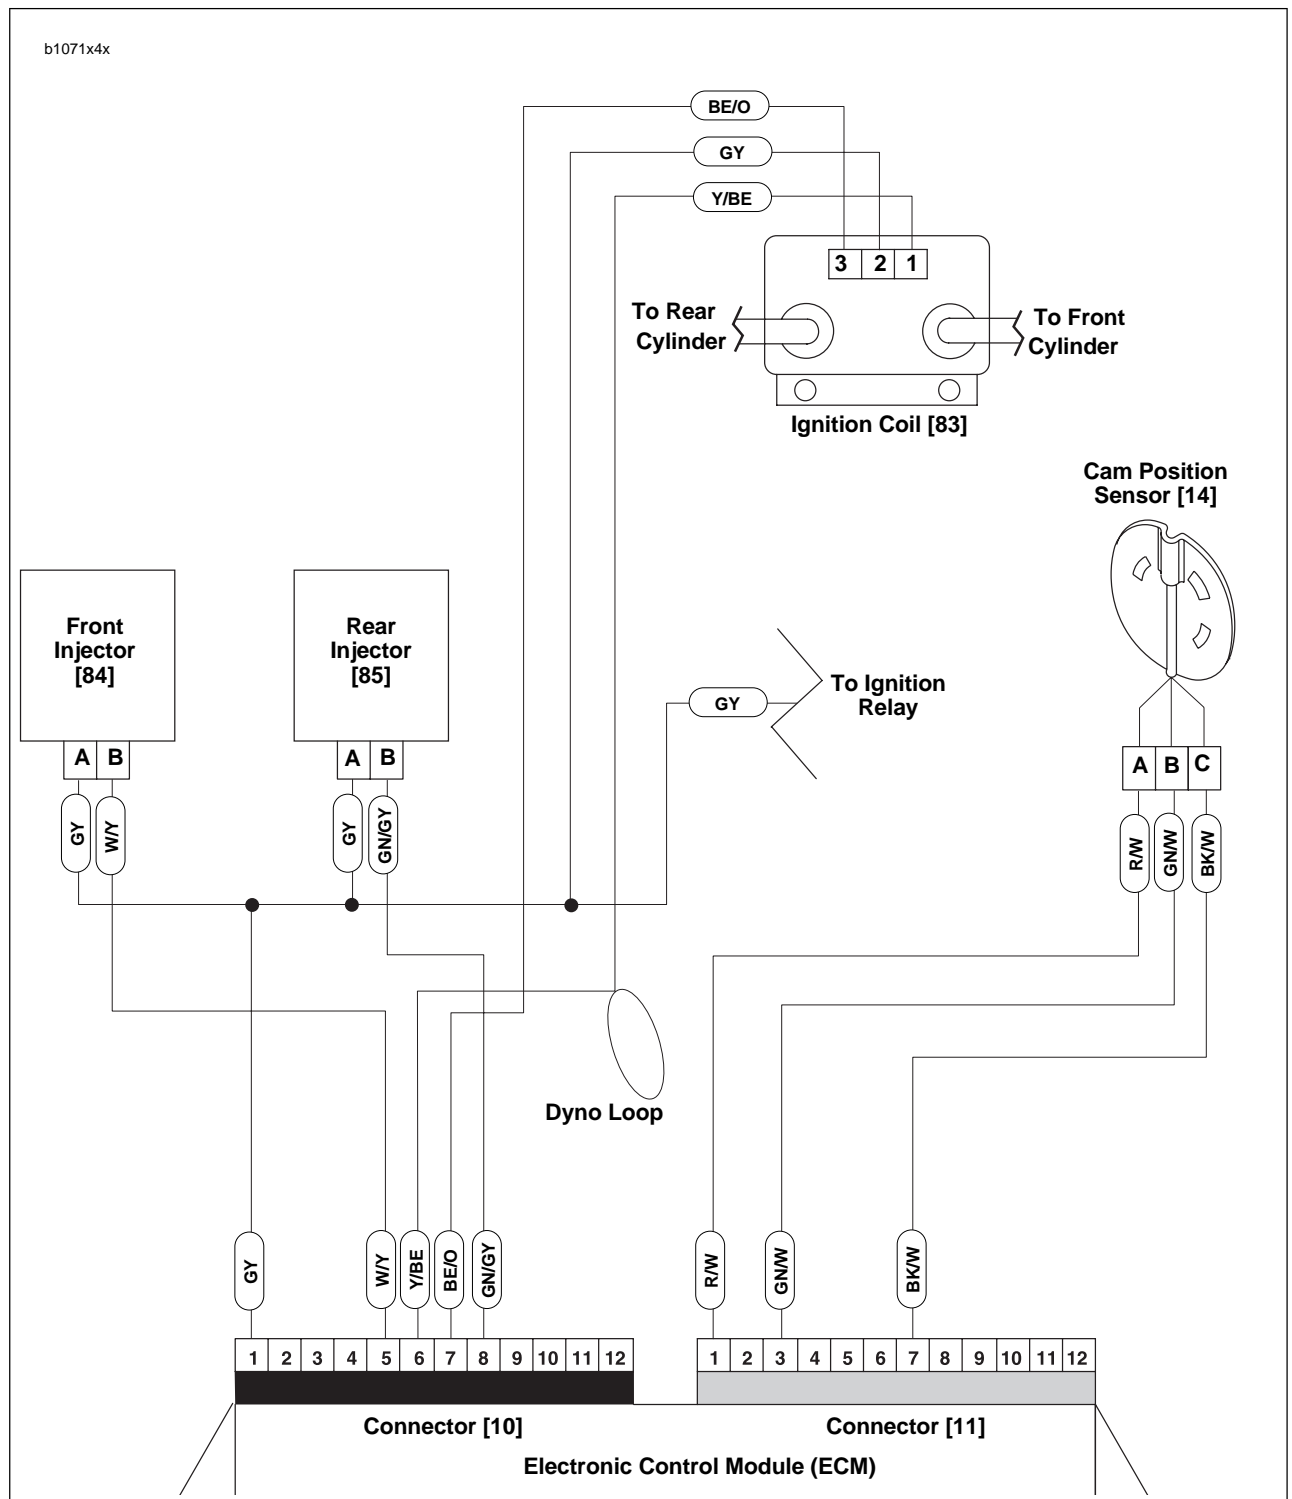 b1071x4x
BE/O
GY
Y/BE
3 2 1
To Rear
Cylinder
To Front
Cylinder
Ignition Coil [83]
Cam Position
Sensor [14]
Front
Injector
[84]
Rear
Injector
[85]
To Ignition
Relay
GY
A B
A B
A B C
GY
W/Y
GY
GN/GY
R/W
GN/W
BK/W
Dyno Loop
GY
W/Y
Y/BE
BE/O
GN/GY
R/W
GN/W
BK/W
1 2 3 4 5 6 7 8 9 10 11 12
1 2 3 4 5 6 7 8 9 10 11 12
Connector [10]
Connector [11]
Electronic Control Module (ECM)